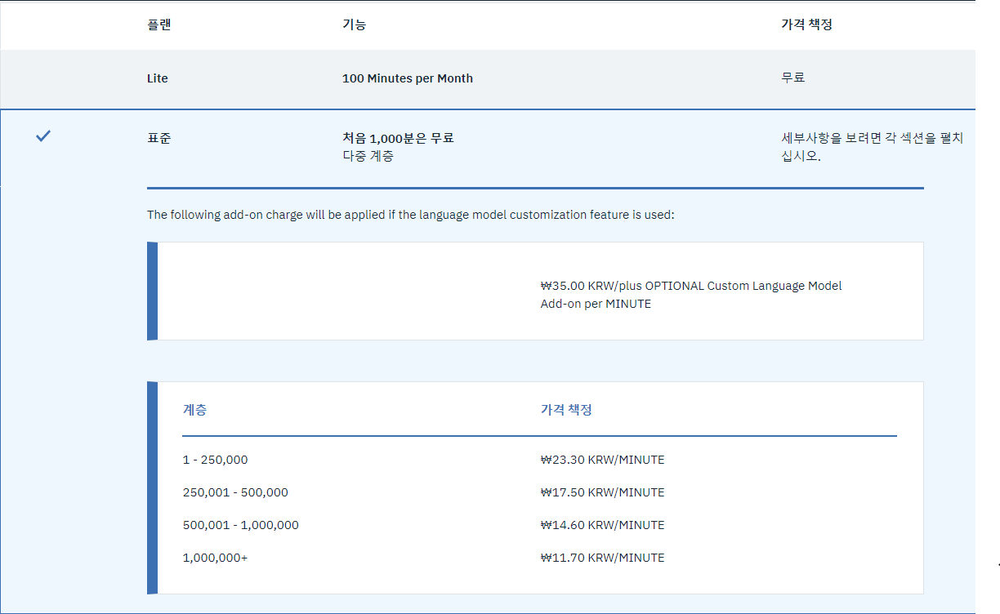 플랜 기능 가격 책정
Lite 100 Minutes per Month 무료
표준 처음 1,000분은 무료 세부사항을 보려면 각 섹션을 펼치
다중 계층 십시오.
The following add-on charge will be applied if the language model customization feature is used:
₩35.00 KRW/plus OPTIONAL Custom Language Model
Add-on per MINUTE
계층 가격 책정
1 - 250,000 ₩23.30 KRW/MINUTE
250,001 - 500,000 ₩17.50 KRW/MINUTE
500,001 - 1,000,000 ₩14.60 KRW/MINUTE
1,000,000+ ₩11.70 KRW/MINUTE